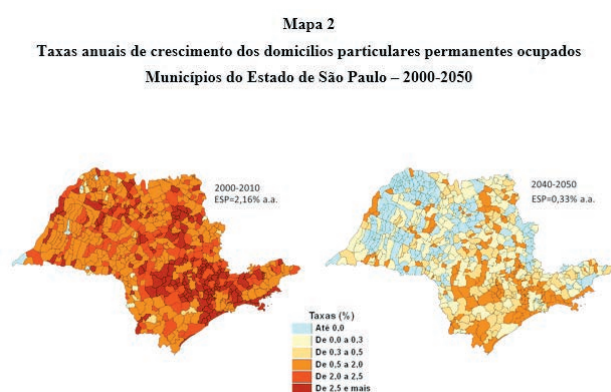 Mapa 2
Taxas anuais de crescimento dos domicílios particulares permanentes ocupados
Municípios do Estado de São Paulo – 2000-2050
2000-2010
ESP=2,16% a.a.
2040-2050
ESP=0,33% a.a.
Taxas (%)
Até 0,0
De 0,0 a 0,3
De 0,3 a 0,5
De 0,5 a 2,0
De 2,0 a 2,5
De 2,5 e mais